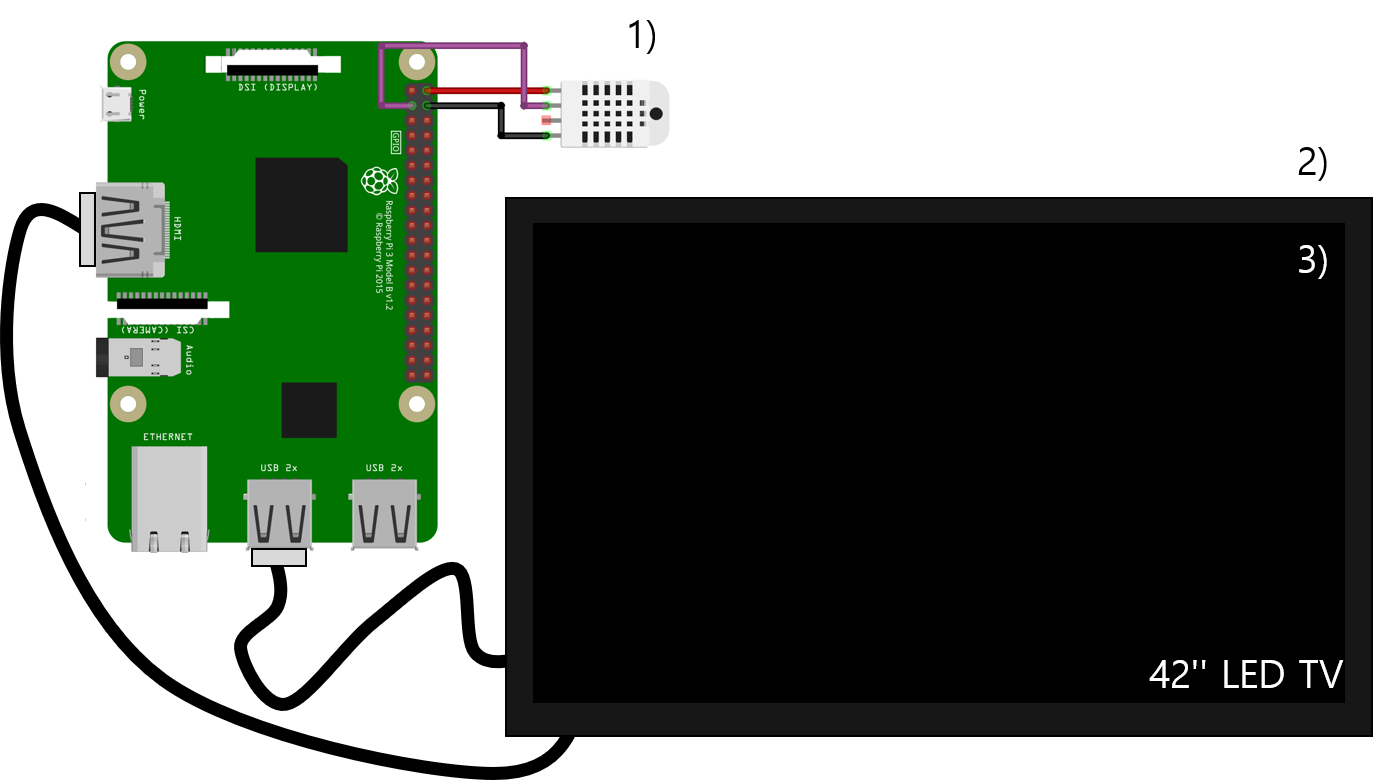 1)
DSI (DISPLAY)
Power
GPIO
2)
HDMI
Raspberry Pi 3 Model B v1.2
© Raspberry Pi 2015
3)
CSI (CAMERA)
Audio
ETHERNET
USB 2x
USB 2x
42" LED TV